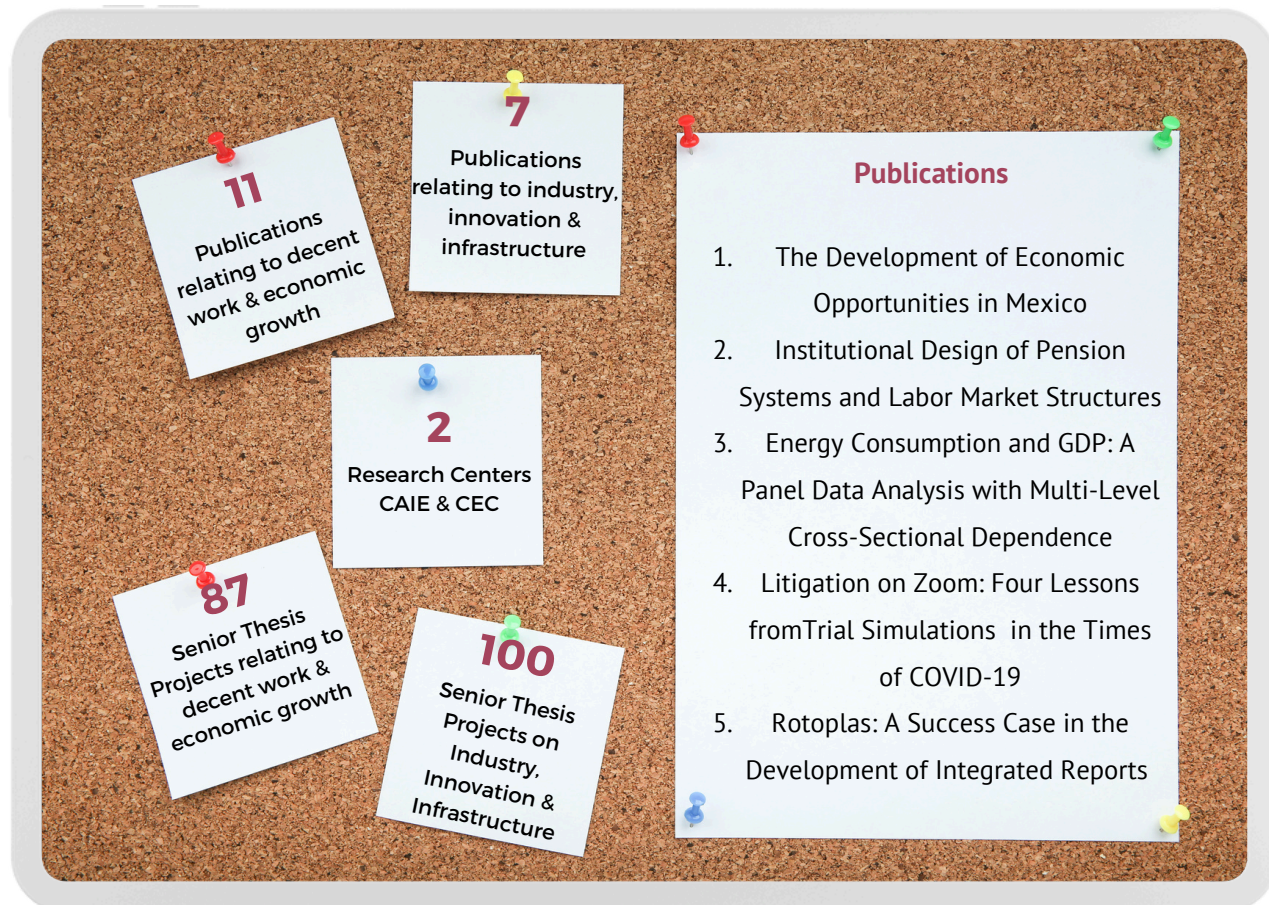 11
Publications
relating to decent
work & economic
growth
7
Publications
relating to industry,
innovation &
infrastructure
2
Research Centers
CAIE & CEC
87
Senior Thesis
Projects relating to
decent work &
economic growth
100
Senior Thesis
Projects on
Industry,
Innovation &
Infrastructure
Publications
1. The Development of Economic
Opportunities in Mexico
2. Institutional Design of Pension
Systems and Labor Market Structures
3. Energy Consumption and GDP: A
Panel Data Analysis with Multi-Level
Cross-Sectional Dependence
4. Litigation on Zoom: Four Lessons
fromTrial Simulations in the Times
of COVID-19
5. Rotoplas: A Success Case in the
Development of Integrated Reports